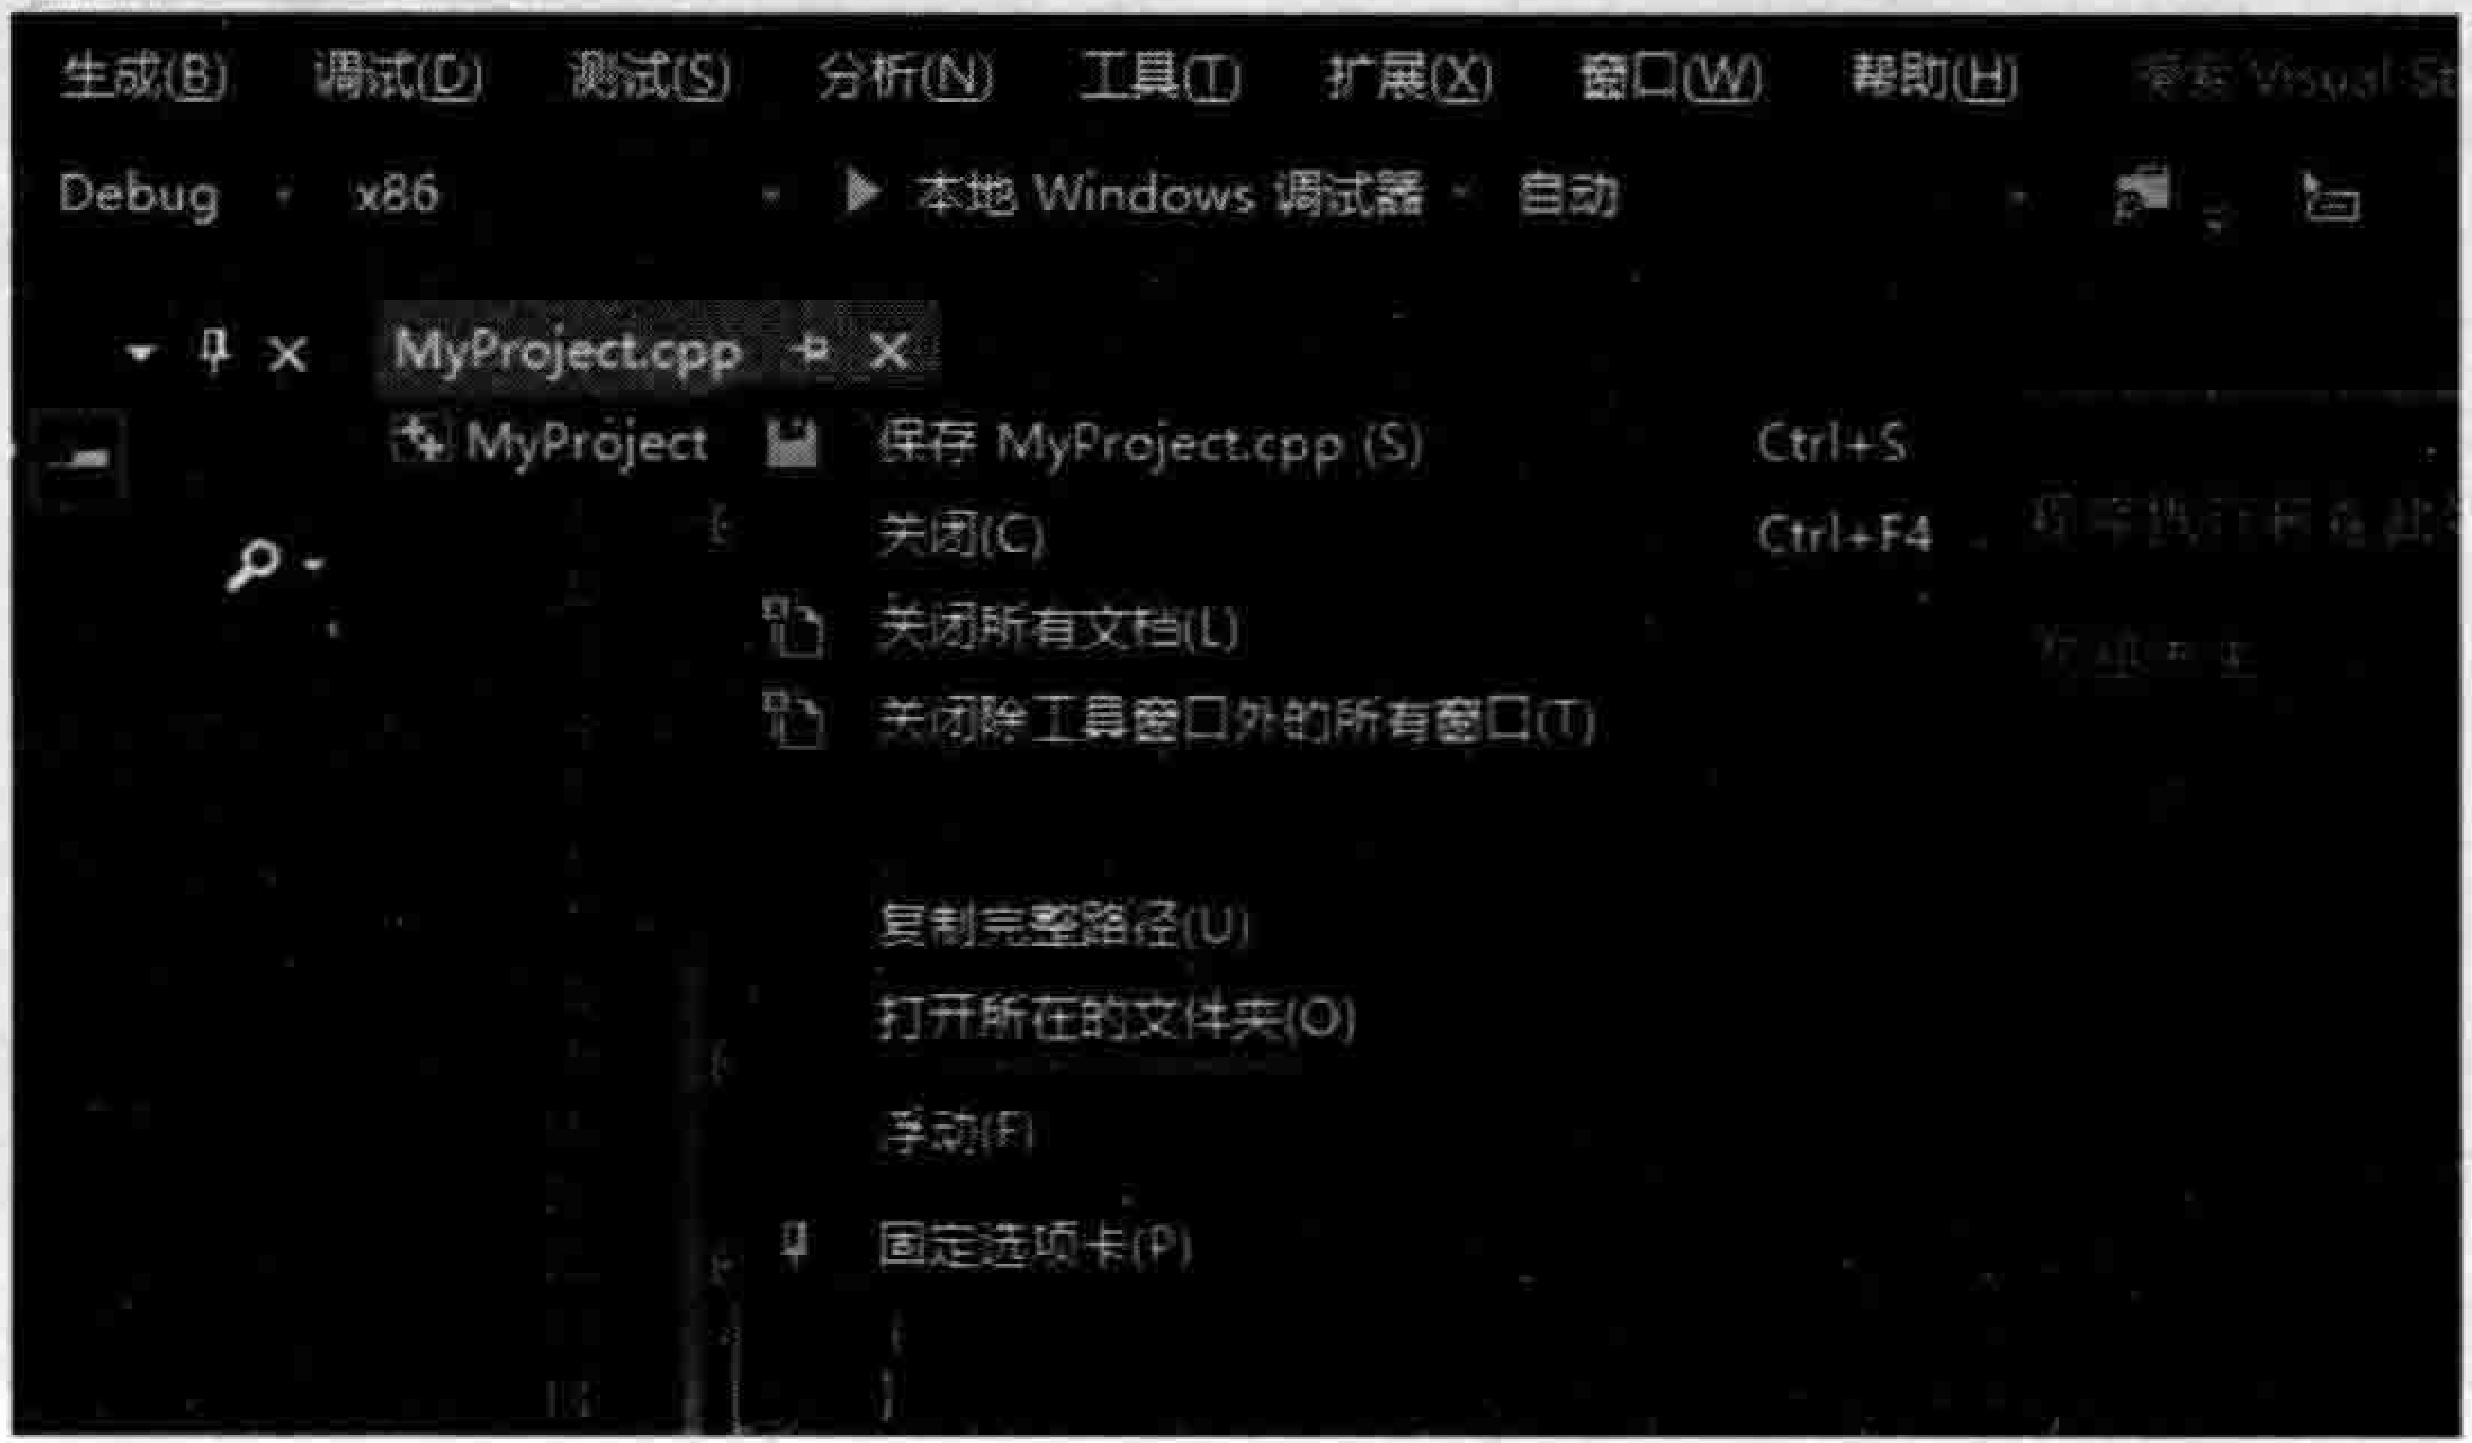 生成(B) 调试(D) 测试(S) 分析(N) 工具(T) 扩展(X) 窗口(W) 帮助(H) Visual
Debug x86 本地 Windows 调试器 自动
MyProject.cpp
MyProject
保存 MyProject.cpp (S) Ctrl+S
关闭(C) Ctrl+F4
关闭所有文档(L)
关闭除工具窗口外的所有窗口(T)
复制完整路径(U)
打开所在的文件夹(O)
浮动(F)
固定选项卡(P)